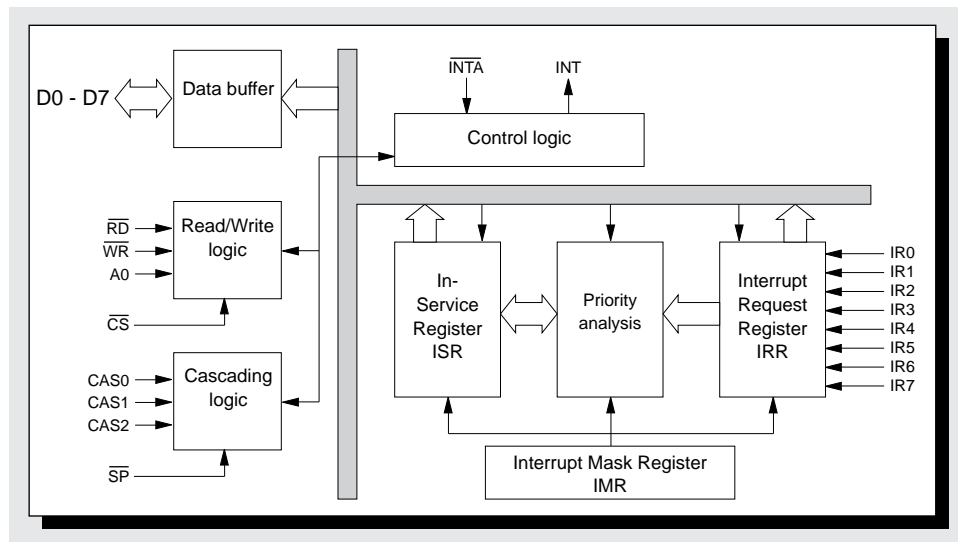 D0 - D7
Data buffer
INTA
INT
Control logic
RD
WR
A0
Read/Write
logic
CS
CAS0
CAS1
CAS2
Cascading
logic
SP
In-
Service
Register
ISR
Priority
analysis
Interrupt
Request
Register
IRR
IR0
IR1
IR2
IR3
IR4
IR5
IR6
IR7
Interrupt Mask Register
IMR